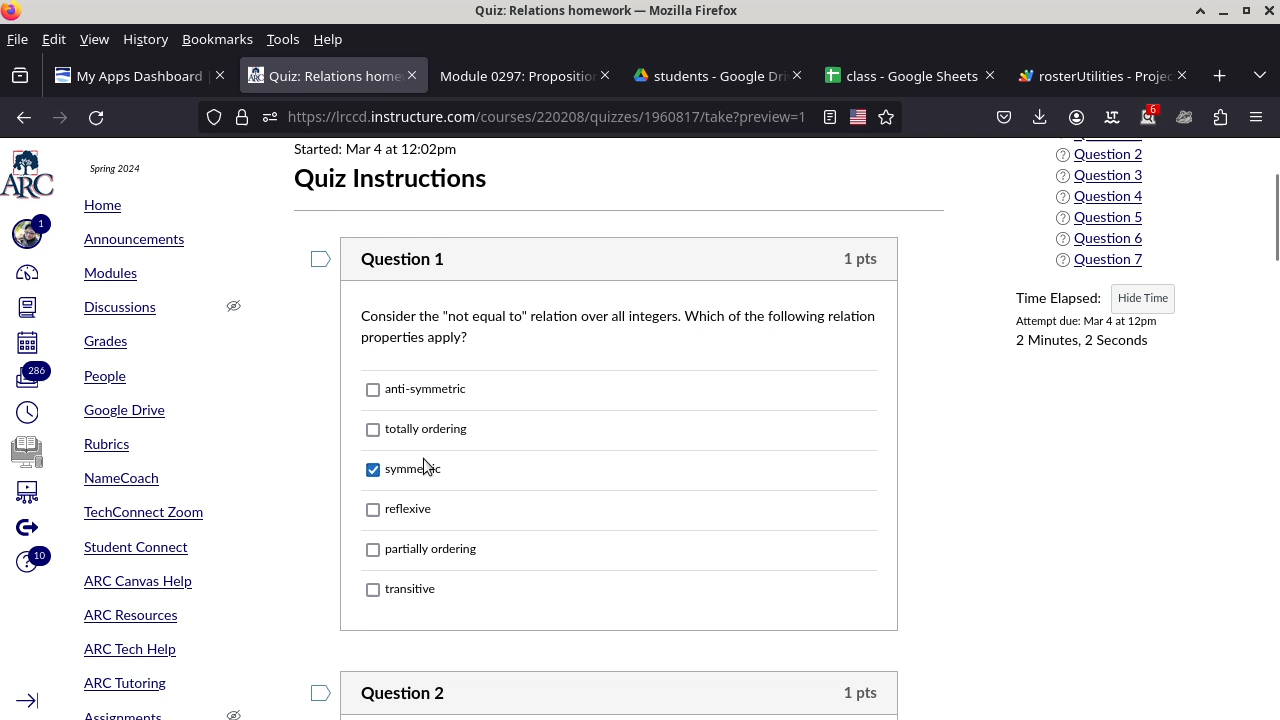 Quiz: Relations homework — Mozilla Firefox
File Edit View History Bookmarks Tools Help
My Apps Dashboard | Quiz: Relations home Module 0297: Propositio students - Google Dri class - Google Sheets rosterUtilities - Projec
https://lrccd.instructure.com/courses/220208/quizzes/1960817/take?preview=1 6
ARC
Spring 2024
1
286
10
Home
Announcements
Modules
Discussions
Grades
People
Google Drive
Rubrics
NameCoach
TechConnect Zoom
Student Connect
ARC Canvas Help
ARC Resources
ARC Tech Help
ARC Tutoring
Assignments
Started: Mar 4 at 12:02pm
Quiz Instructions
Question 1 1 pts
Consider the "not equal to" relation over all integers. Which of the following relation
properties apply?
anti-symmetric
totally ordering
symmetric
reflexive
partially ordering
transitive
Question 2 1 pts
Question 2
Question 3
Question 4
Question 5
Question 6
Question 7
Time Elapsed: Hide Time
Attempt due: Mar 4 at 12pm
2 Minutes, 2 Seconds